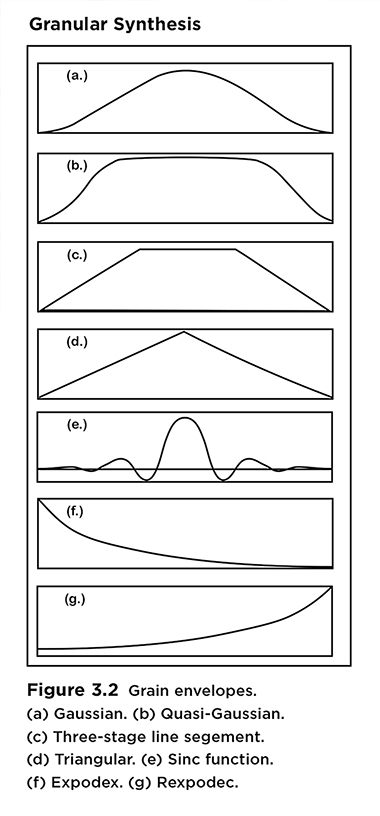 Granular Synthesis
(a.)
(b.)
(c.)
(d.)
(e.)
(f.)
(g.)
Figure 3.2 Grain envelopes.
(a) Gaussian. (b) Quasi-Gaussian.
(c) Three-stage line segement.
(d) Triangular. (e) Sinc function.
(f) Expodex. (g) Rexpodec.